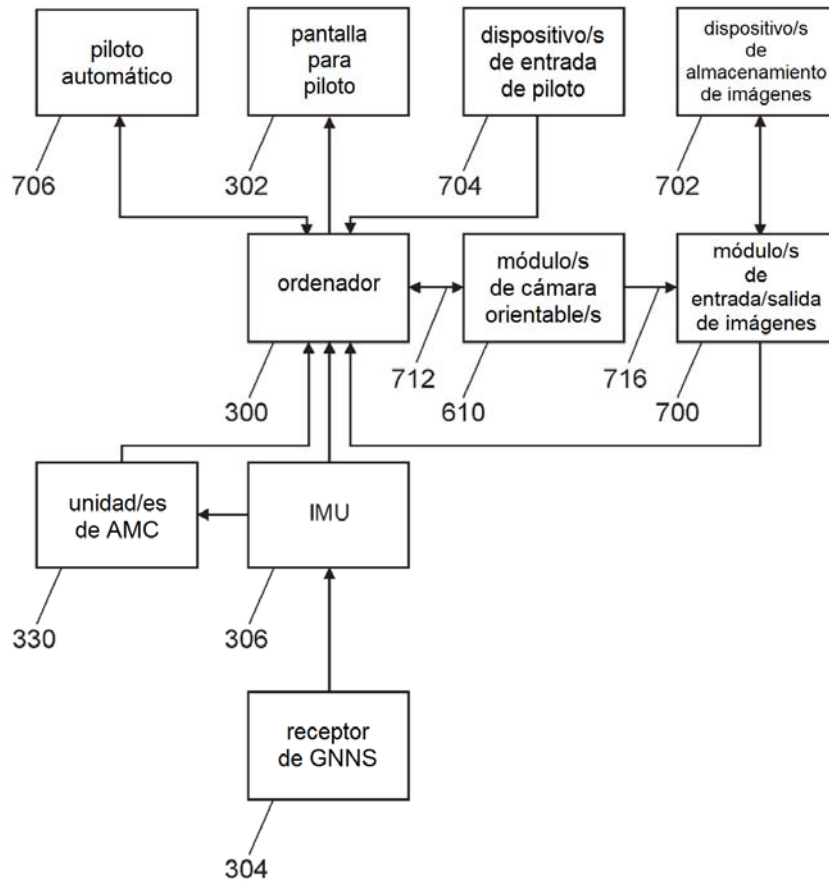 piloto
automático
pantalla
para
piloto
dispositivo/s
de entrada
de piloto
dispositivo/s
de
almacenamiento
de imágenes
706
302
704
702
ordenador
módulo/s
de cámara
orientable/s
módulo/s
de
entrada/salida
de imágenes
712
716
300
610
700
unidad/es
de AMC
IMU
330
306
receptor
de GNNS
304